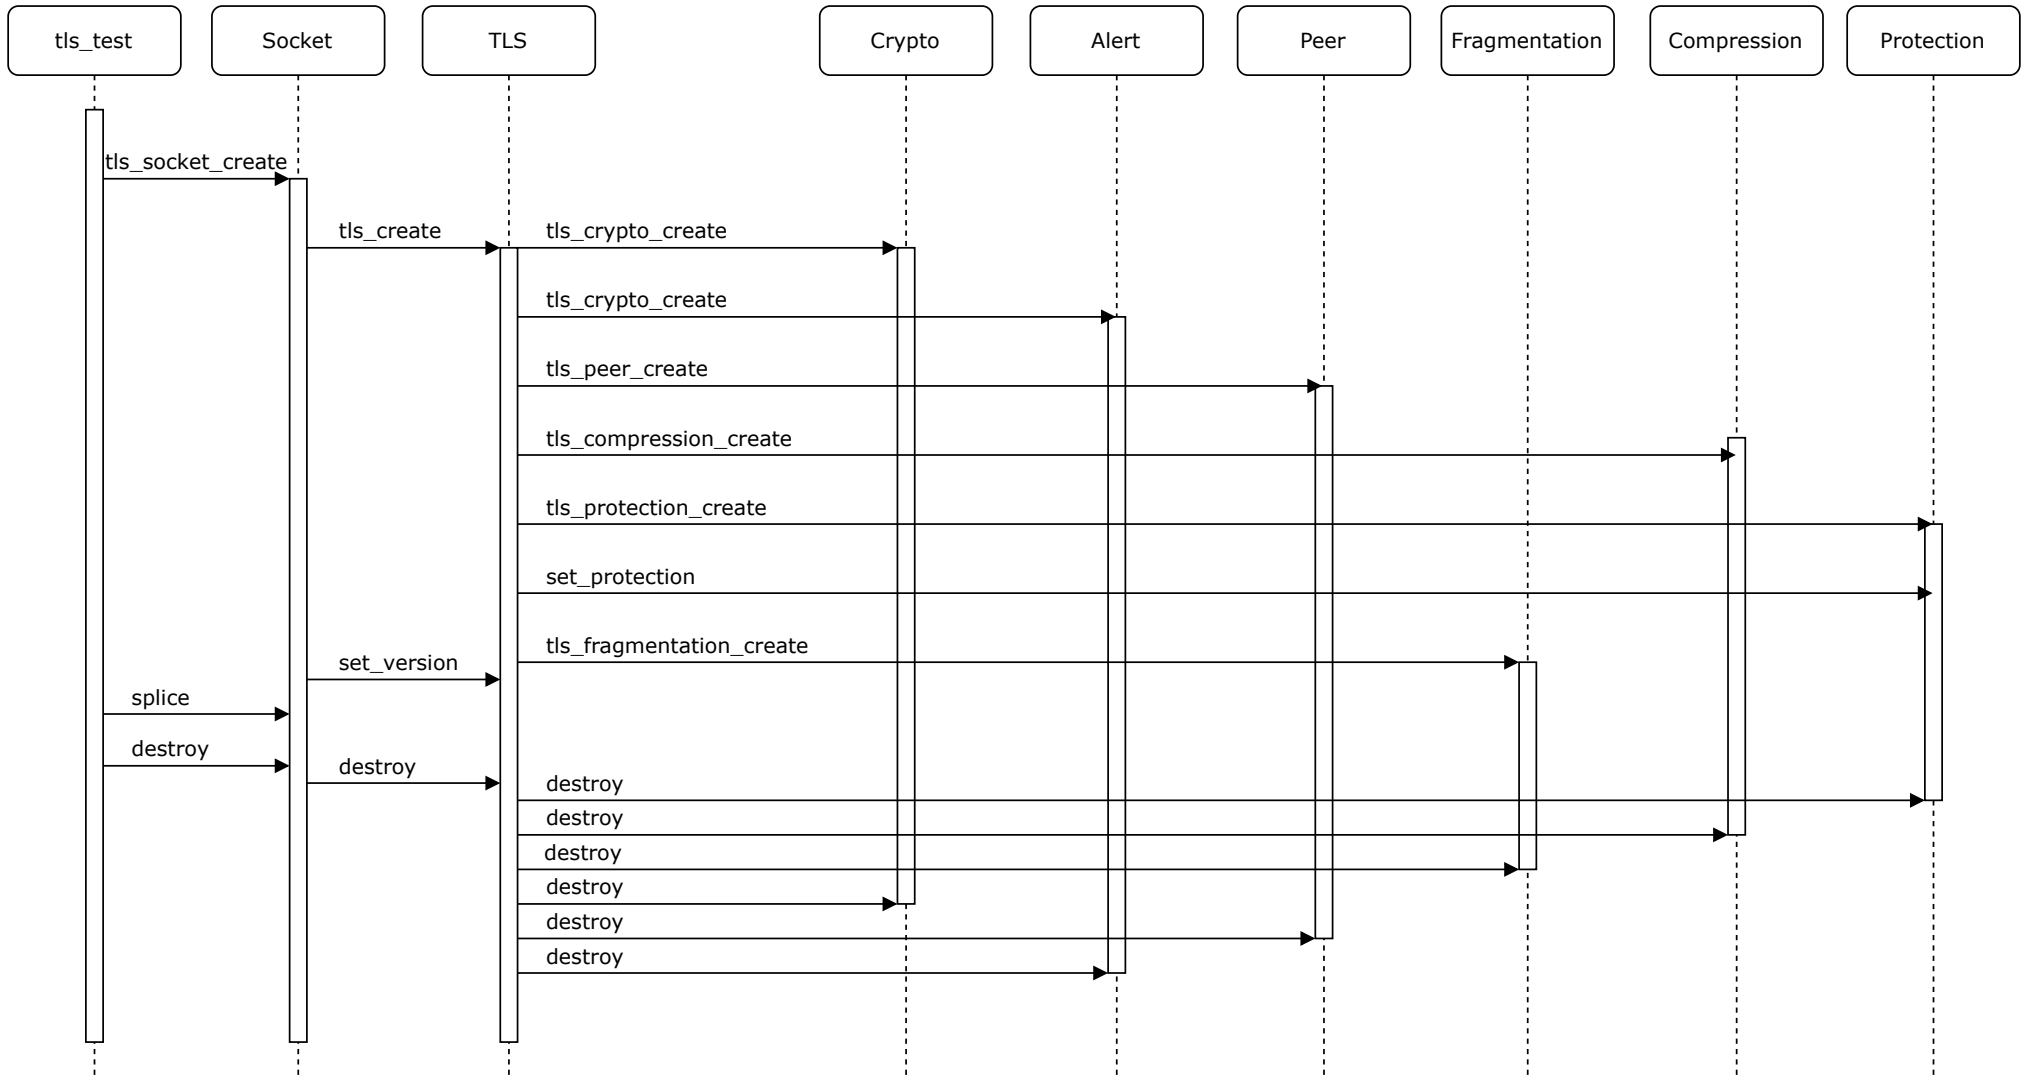 tls_test
Socket
TLS
Crypto
Alert
Peer
Fragmentation
Compression
Protection
tls_socket_create
tls_create
tls_crypto_create
tls_crypto_create
tls_peer_create
tls_compression_create
tls_protection_create
set_protection
tls_fragmentation_create
set_version
splice
destroy
destroy
destroy
destroy
destroy
destroy
destroy
destroy